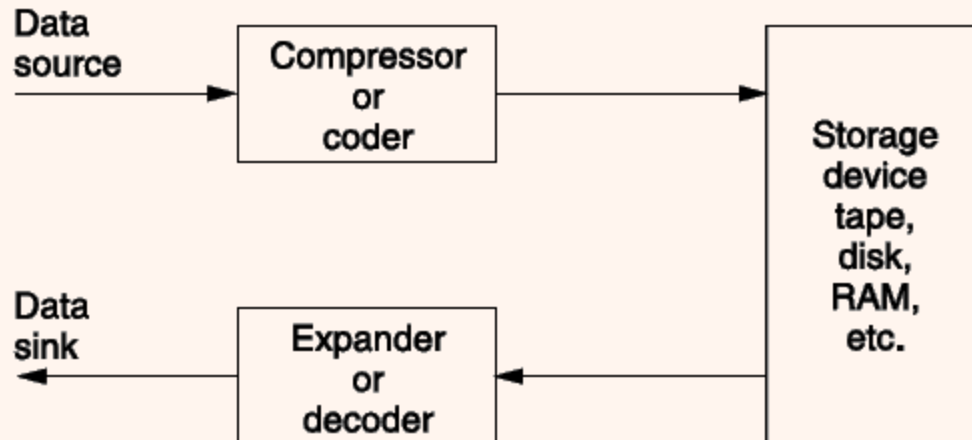 Data
source
Compressor
or
coder
Storage
device
tape,
disk,
RAM,
etc.
Data
sink
Expander
or
decoder